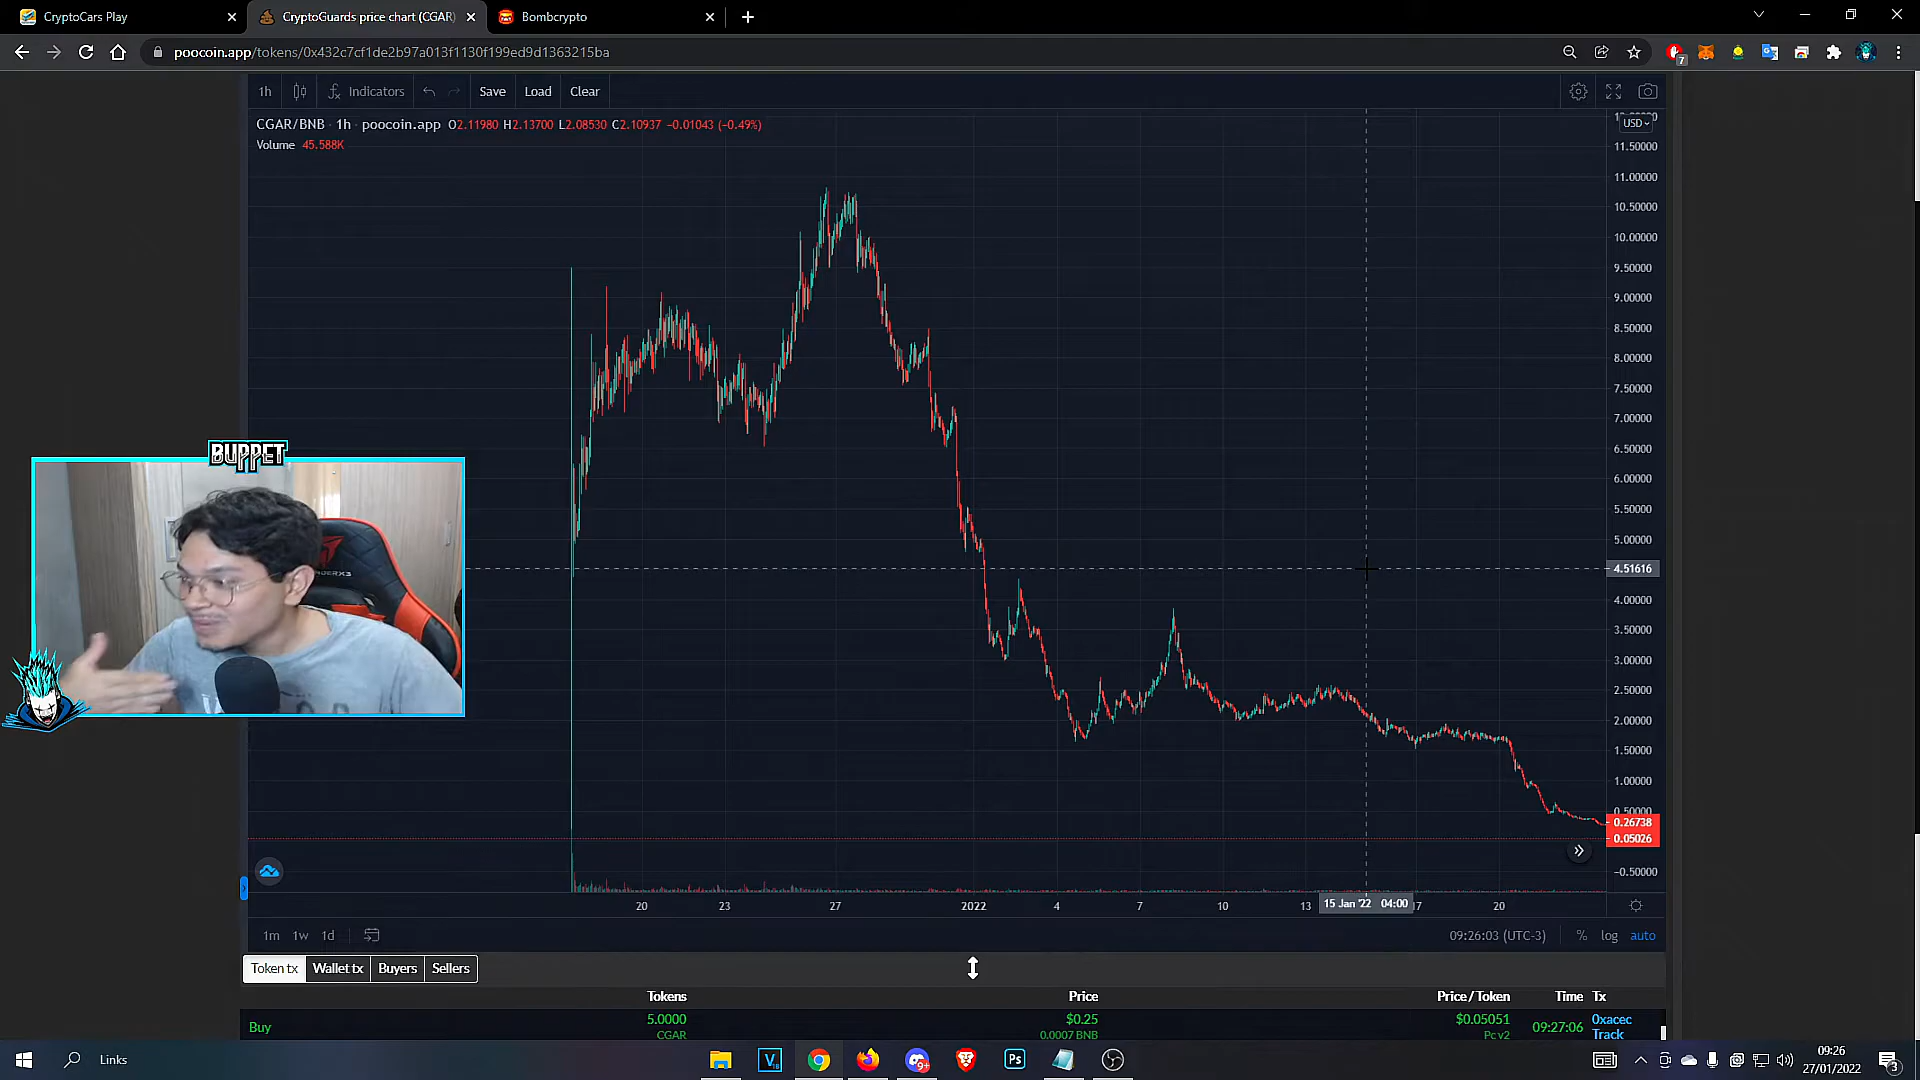 CryptoCars Play
CryptoGuards price chart (CGAR)
Bombcrypto
poocoin.app/tokens/0x432c7cf1de2b97a013f1130f199ed9d1363215ba
7
1h
Indicators
Save
Load
Clear
CGAR/BNB · 1h · poocoin.app O2.11980 H2.13700 L2.08530 C2.10937 −0.01043 (−0.49%)
Volume 45.588K
USD
11.50000
11.00000
10.50000
10.00000
9.50000
9.00000
8.50000
8.00000
7.50000
7.00000
6.50000
6.00000
5.50000
5.00000
4.51616
4.00000
3.50000
3.00000
2.50000
2.00000
1.50000
1.00000
0.50000
0.26738
0.05026
−0.50000
BUPPET
20 23 27 2022 4 7 10 13 15 Jan '22 04:00 17 20
1m 1w 1d
09:26:03 (UTC-3) % log auto
Token tx Wallet tx Buyers Sellers
Tokens Price Price/Token Time Tx
Buy 5.0000 $0.25 $0.05051 09:27:06 0xacec
CGAR 0.0007 BNB Pc v2 Track
Links
9+
Ps
09:26
27/01/2022
3